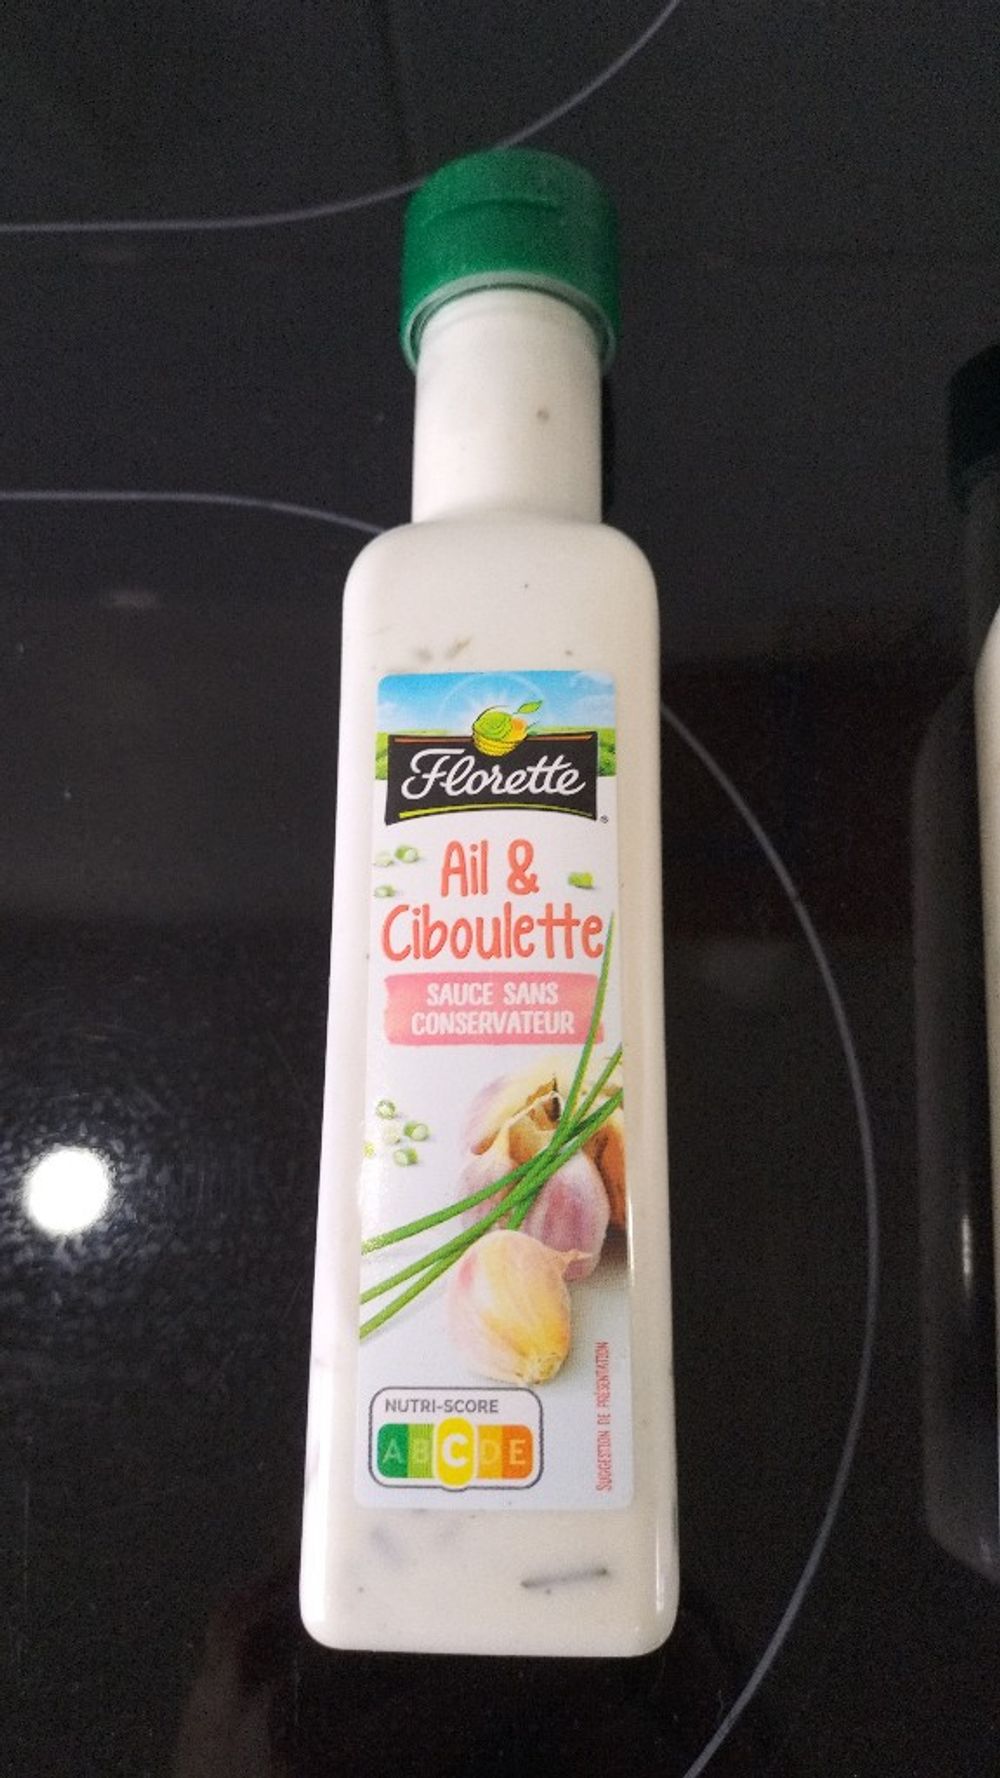 Florette
®
Ail &
Ciboulette
SAUCE SANS
CONSERVATEUR
NUTRI-SCORE
A B C D E
SUGGESTION DE PRÉSENTATION